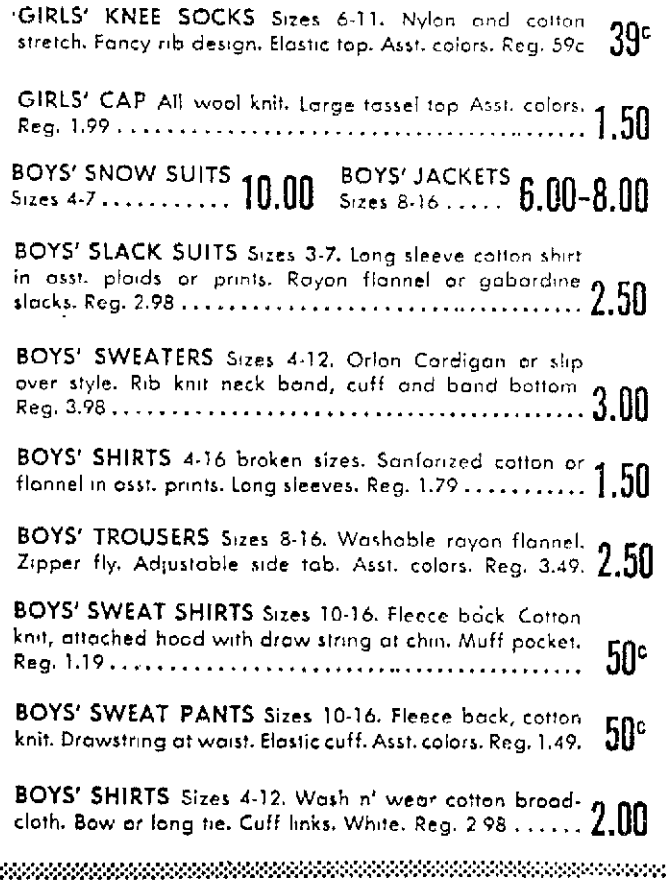 'GIRLS' KNEE SOCKS Sizes 6-11. Nylon and cotton
stretch. Fancy rib design. Elastic top. Asst. colors. Reg. 59c 39c
GIRLS' CAP All wool knit. Large tassel top Asst. colors.
Reg. 1.99 ........................................ 1.50
BOYS' SNOW SUITS
Sizes 4-7 ........... 10.00
BOYS' JACKETS
Sizes 8-16 ..... 6.00-8.00
BOYS' SLACK SUITS Sizes 3-7. Long sleeve cotton shirt
in asst. plaids or prints. Rayon flannel or gabardine
slacks. Reg. 2.98 .................................. 2.50
BOYS' SWEATERS Sizes 4-12. Orlon Cardigan or slip
over style. Rib knit neck band, cuff and band bottom
Reg. 3.98 ........................................ 3.00
BOYS' SHIRTS 4-16 broken sizes. Sanforized cotton or
flannel in asst. prints. Long sleeves. Reg. 1.79 ........... 1.50
BOYS' TROUSERS Sizes 8-16. Washable rayon flannel.
Zipper fly. Adjustable side tab. Asst. colors. Reg. 3.49. 2.50
BOYS' SWEAT SHIRTS Sizes 10-16. Fleece back Cotton
knit, attached hood with draw string at chin. Muff pocket.
Reg. 1.19 ........................................ 50c
BOYS' SWEAT PANTS Sizes 10-16. Fleece back, cotton
knit. Drawstring at waist. Elastic cuff. Asst. colors. Reg. 1.49. 50c
BOYS' SHIRTS Sizes 4-12. Wash n' wear cotton broad-
cloth. Bow or long tie. Cuff links. White. Reg. 2 98 ...... 2.00